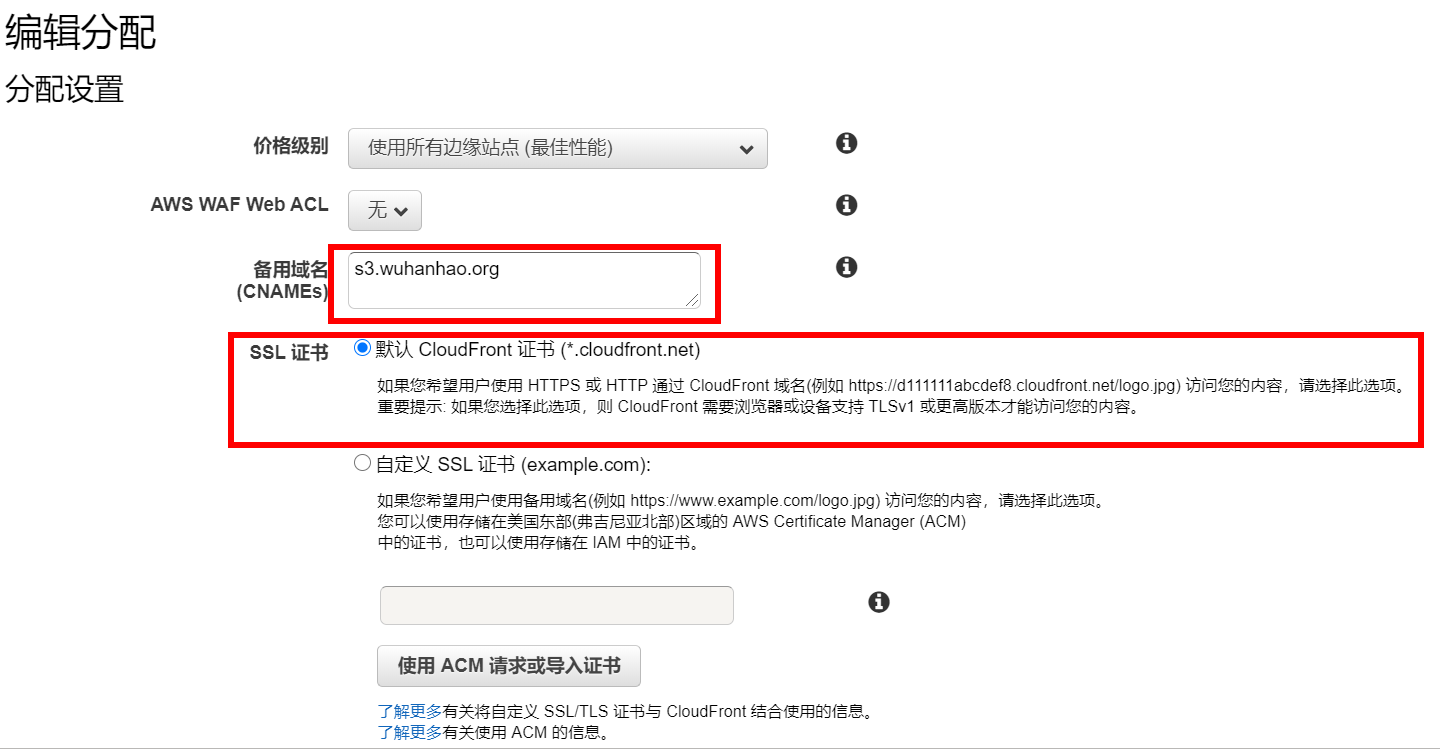 编辑分配
分配设置
价格级别 使用所有边缘站点 (最佳性能)
AWS WAF Web ACL 无
备用域名
(CNAMEs)
s3.wuhanhao.org
SSL 证书 默认 CloudFront 证书 (*.cloudfront.net)
如果您希望用户使用 HTTPS 或 HTTP 通过 CloudFront 域名(例如 https://d111111abcdef8.cloudfront.net/logo.jpg) 访问您的内容，请选择此选项。
重要提示: 如果您选择此选项，则 CloudFront 需要浏览器或设备支持 TLSv1 或更高版本才能访问您的内容。
自定义 SSL 证书 (example.com):
如果您希望用户使用备用域名(例如 https://www.example.com/logo.jpg) 访问您的内容，请选择此选项。
您可以使用存储在美国东部(弗吉尼亚北部)区域的 AWS Certificate Manager (ACM)
中的证书，也可以使用存储在 IAM 中的证书。
使用 ACM 请求或导入证书
了解更多有关将自定义 SSL/TLS 证书与 CloudFront 结合使用的信息。
了解更多有关使用 ACM 的信息。